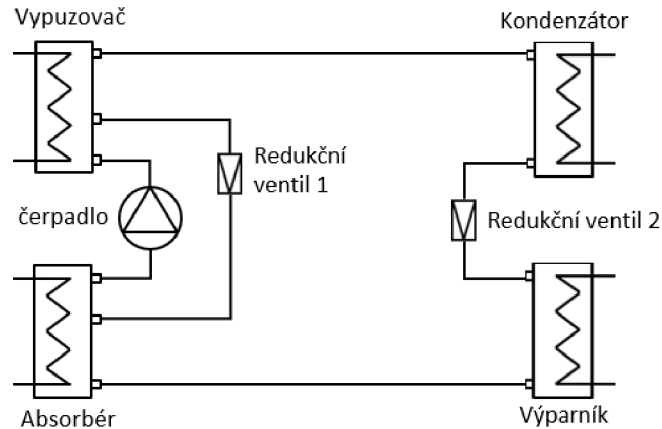 Vypuzovač
Kondenzátor
Redukční
ventil 1
čerpadlo
Redukční ventil 2
Absorbér
Výparník